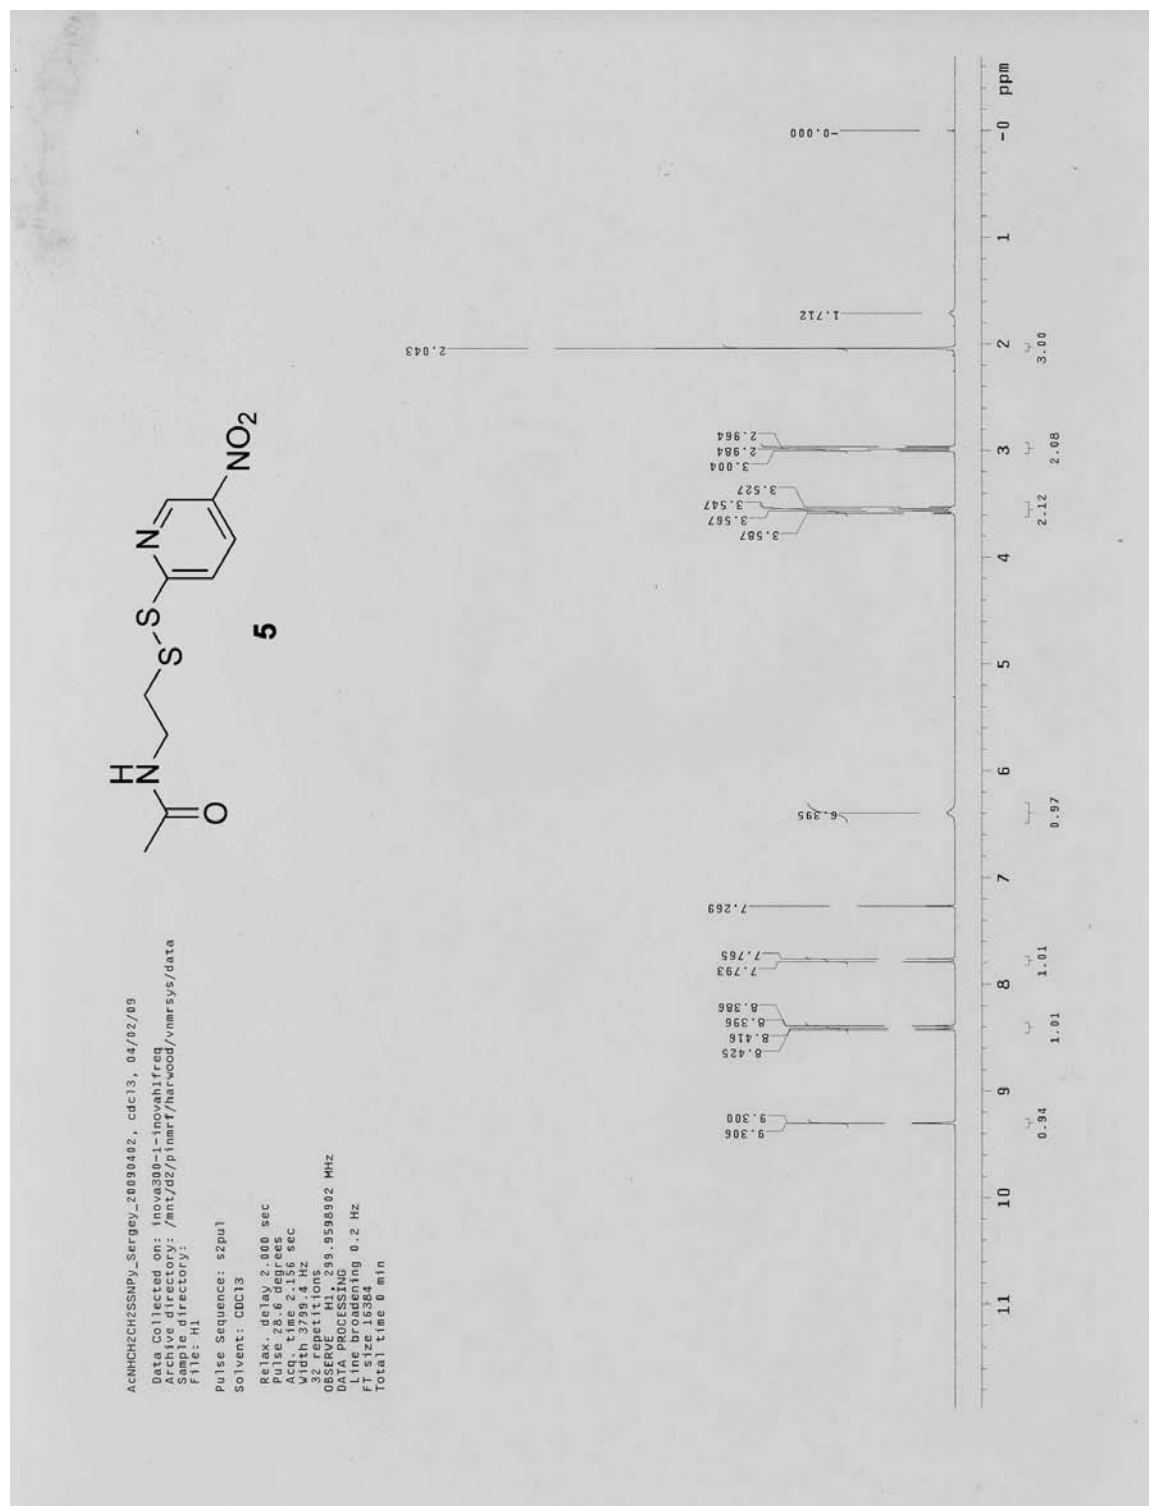 AcNHCH2CH2SSNPy_Sergey_20090402, cdcl3, 04/02/09
Data Collected on: inova300-1-inovah1freq
Archive directory: /mnt/d2/pinmrf/harwood/vnmrsys/data
Sample directory:
File: H1
Pulse Sequence: s2pul
Solvent: CDCl3
Relax. delay 2.000 sec
Pulse 28.6 degrees
Acq. time 2.156 sec
Width 3799.4 Hz
32 repetitions
OBSERVE H1, 299.9598902 MHz
DATA PROCESSING
Line broadening 0.2 Hz
FT size 16384
Total time 0 min
O
H
N
S
S
N
NO2
5
9.306
9.300
8.425
8.416
8.396
8.386
7.793
7.765
7.269
6.395
3.587
3.567
3.547
3.527
3.004
2.984
2.964
2.043
1.712
-0.000
11 10 9 8 7 6 5 4 3 2 1 -0 ppm
0.94 1.01 1.01 0.97 2.12 2.08 3.00